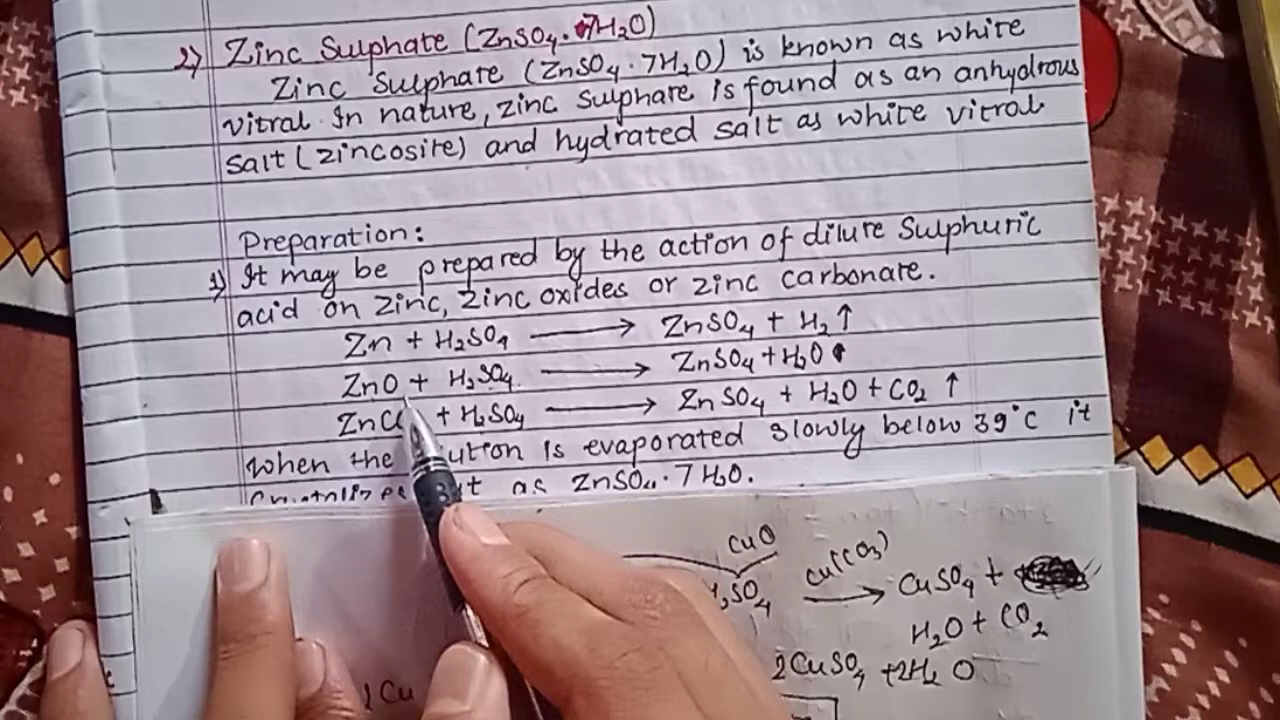 2) Zinc Sulphate (ZnSO4·7H2O)
Zinc Sulphate (ZnSO4·7H2O) is known as white
vitral. In nature, zinc sulphate is found as an anhydrous
salt (zincosite) and hydrated salt as white vitral
Preparation:
1) It may be prepared by the action of dilute Sulphuric
acid on zinc, zinc oxides or zinc carbonate.
Zn + H2SO4 → ZnSO4 + H2↑
ZnO + H2SO4 → ZnSO4 + H2O
+ H2SO4 → ZnSO4 + H2O + CO2 ↑
When the is evaporated slowly below 39°C it
as ZnSO4·7H2O.
CuO
Cu(CO3)
→ CuSO4 +
H2O + CO2
2CuSO4 + 2H2O
Cu